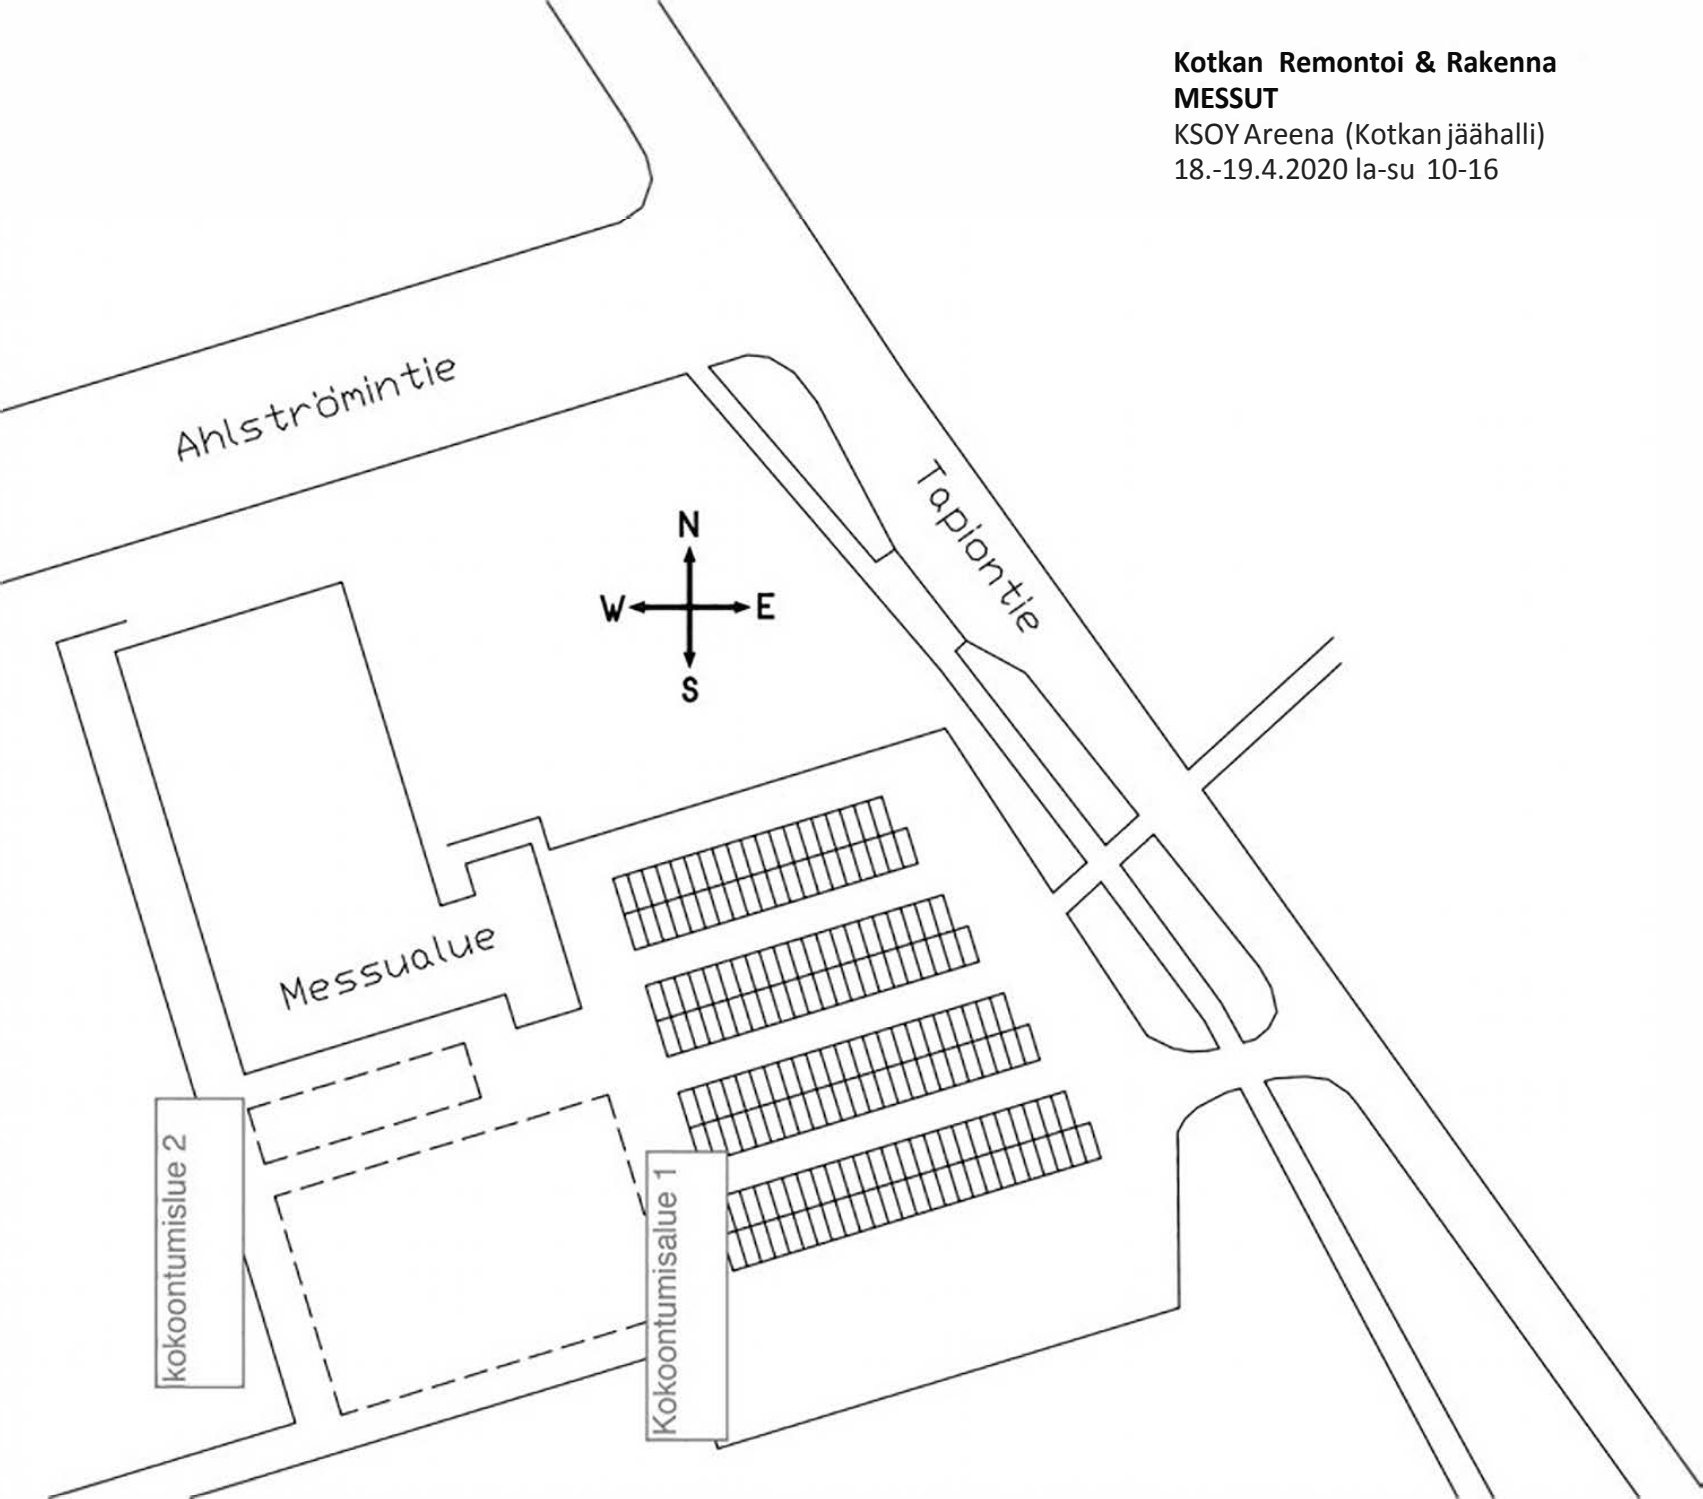 Kotkan Remontoi & Rakenna
MESSUT
KSOY Areena (Kotkan jäähalli)
18.-19.4.2020 la-su 10-16
Ahlströmintie
Tapiontie
N
W E
S
Messualue
kokoontumislue 2
Kokoontumisalue 1